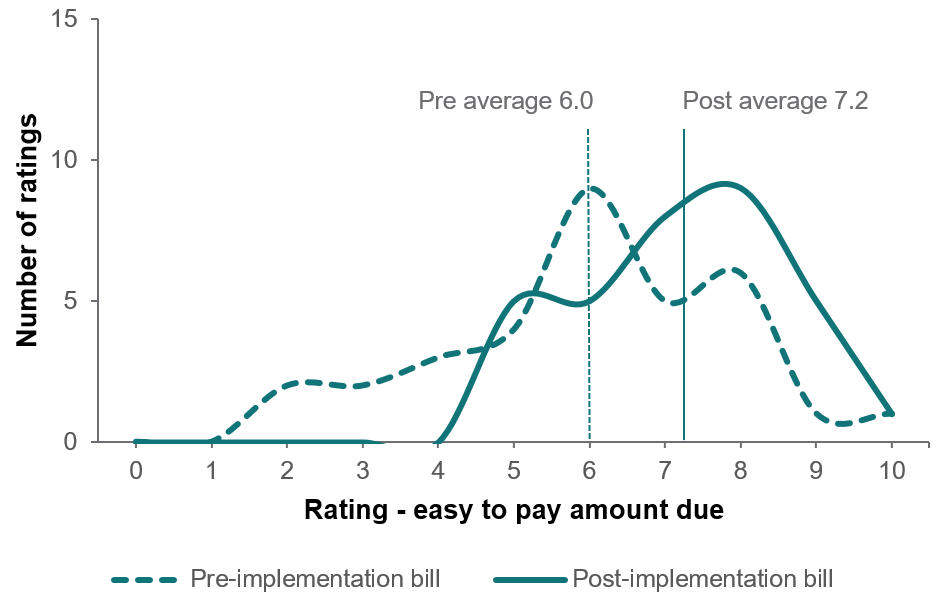 15
Pre average 6.0
Post average 7.2
10
5
0
Number of ratings
0 1 2 3 4 5 6 7 8 9 10
Rating - easy to pay amount due
Pre-implementation bill
Post-implementation bill